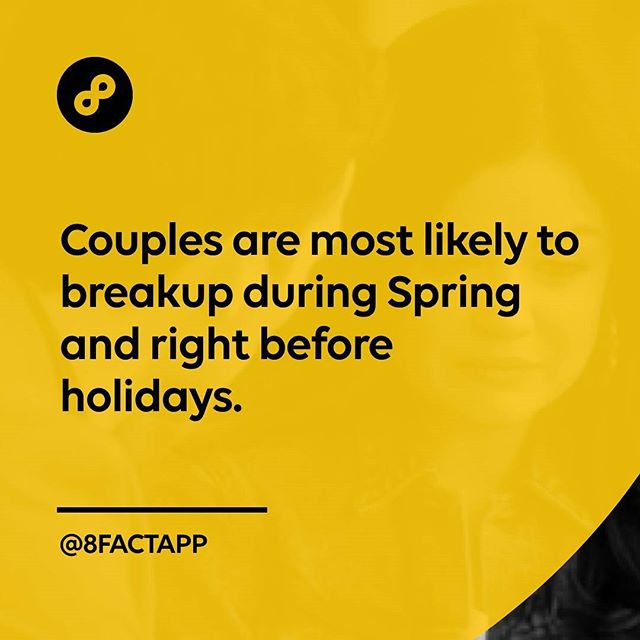 Couples are most likely to
breakup during Spring
and right before
holidays.
@8FACTAPP